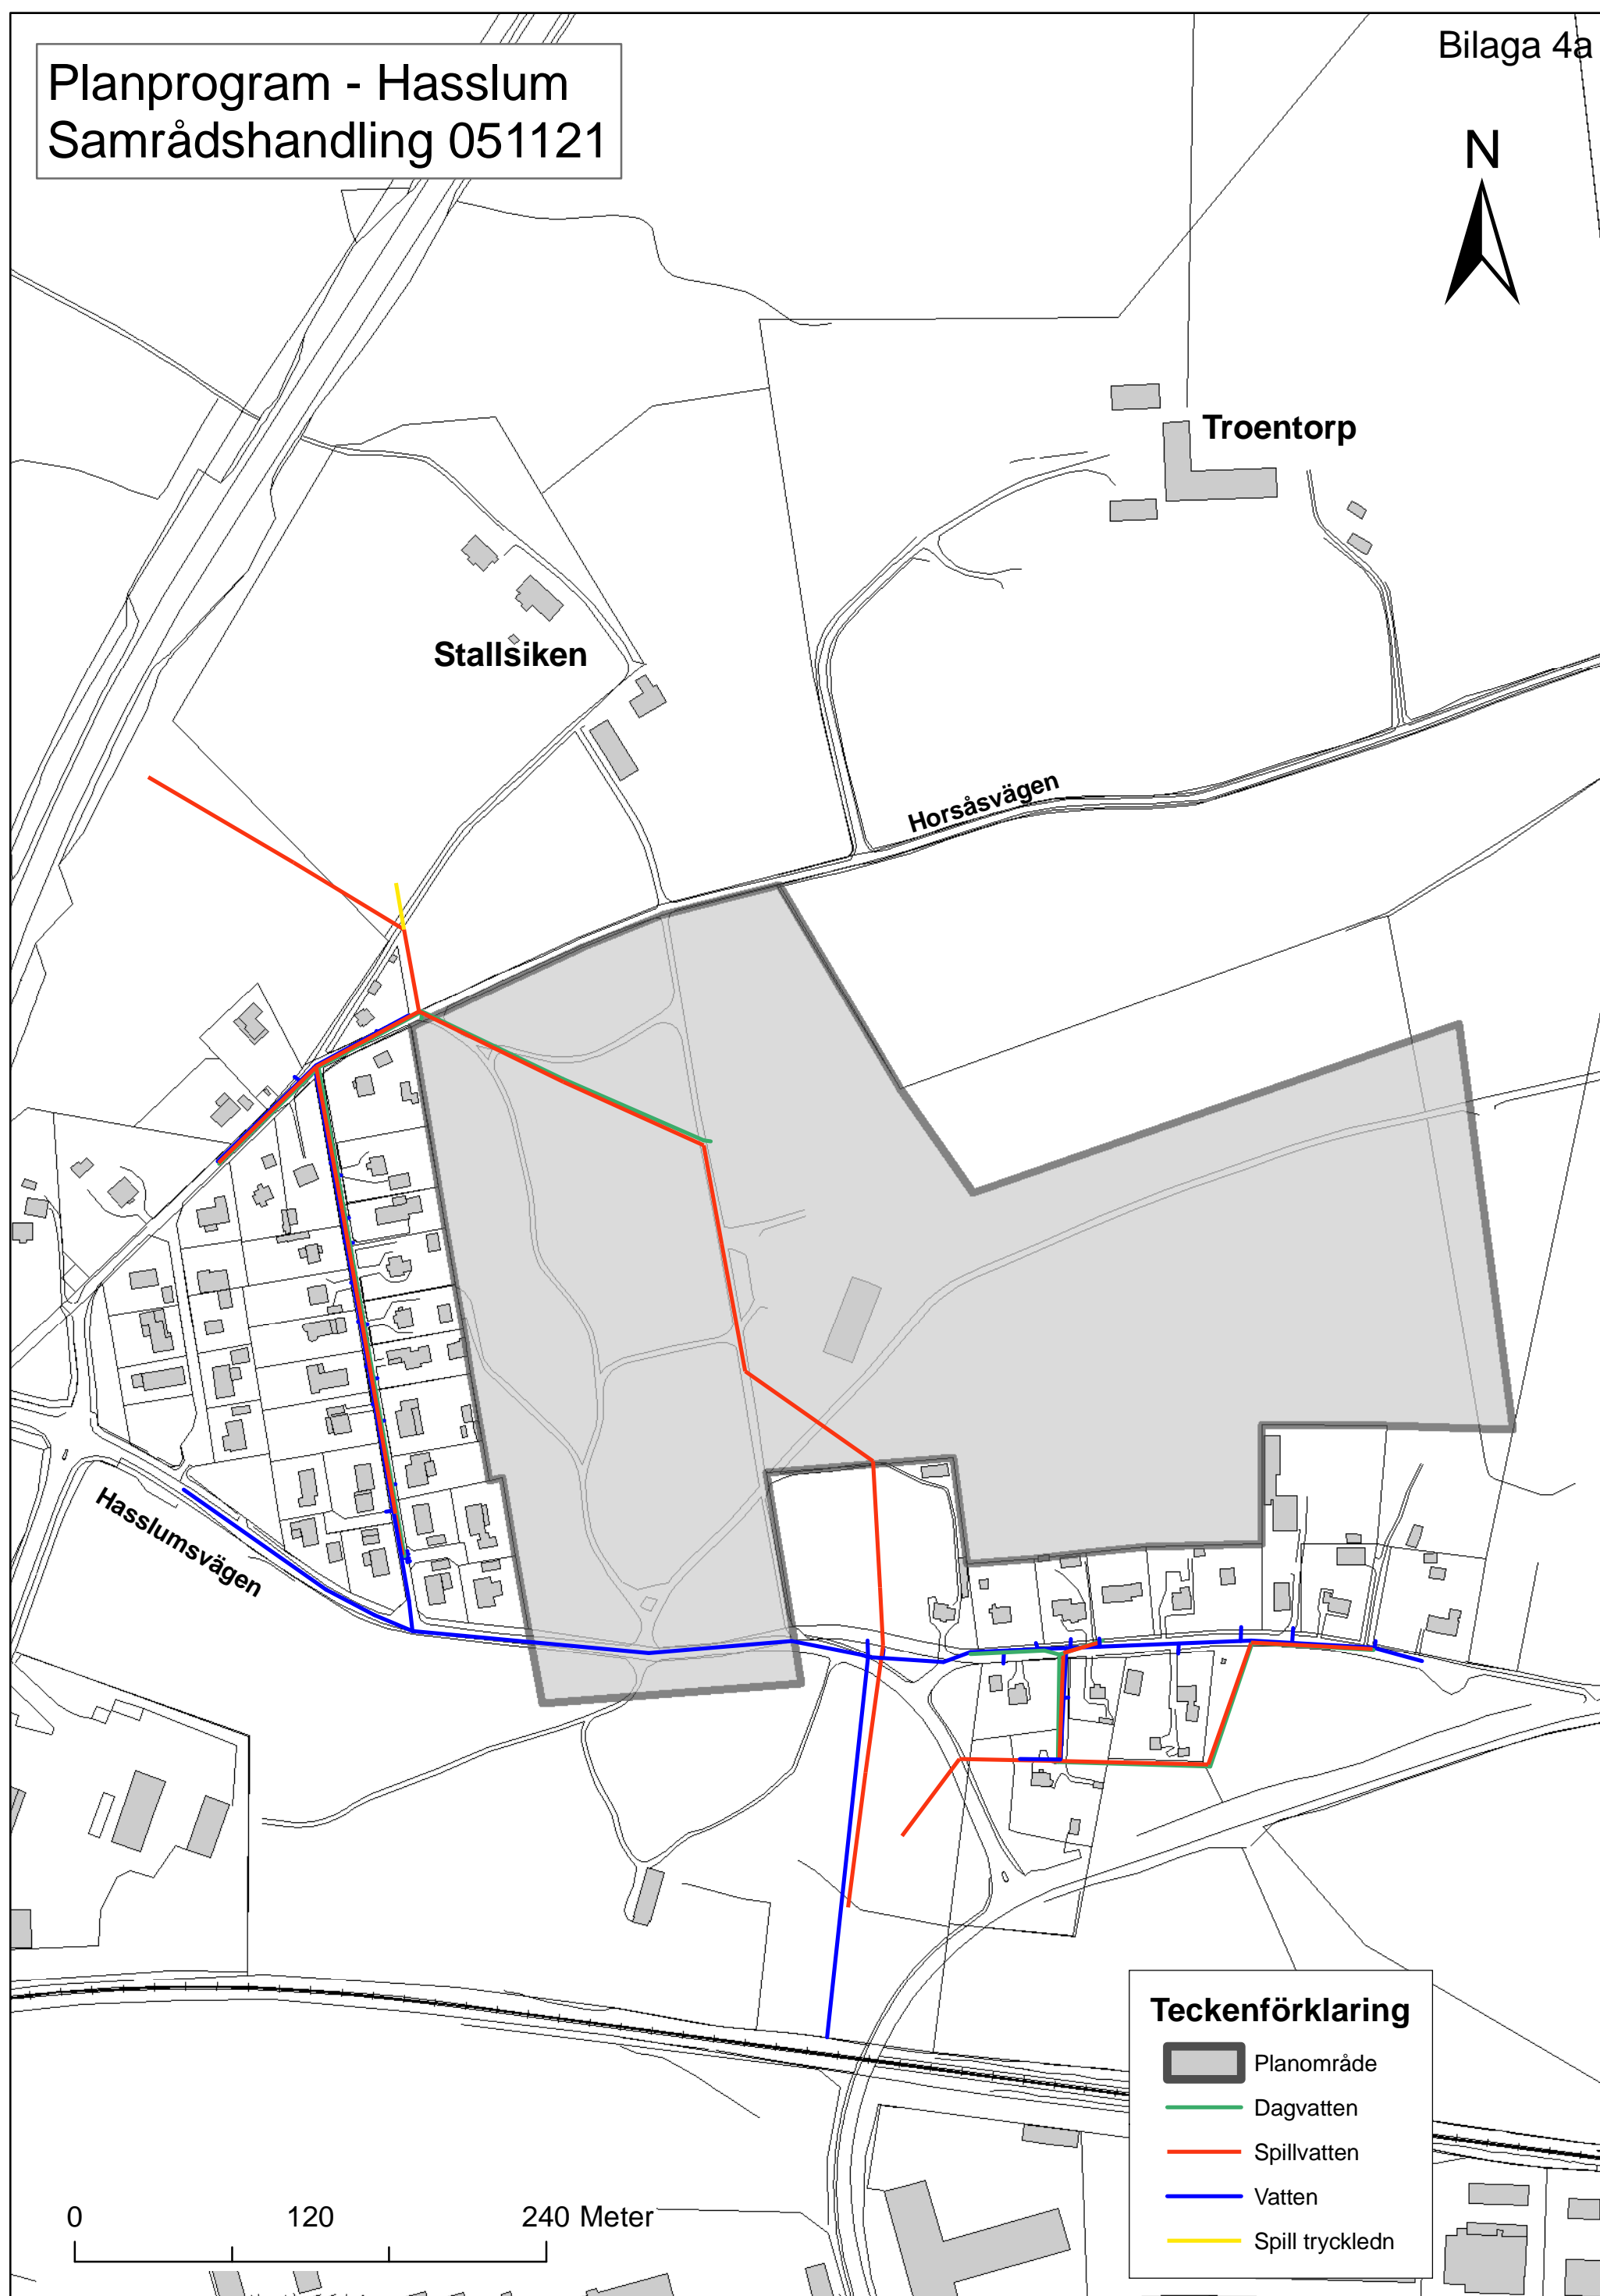 Bilaga 4a
Planprogram - Hasslum
Samrådshandling 051121
N
Troentorp
Stallsiken
Horsåsvägen
Hasslumsvägen
Teckenförklaring
Planområde
Dagvatten
Spillvatten
Vatten
Spill tryckledn
0 120 240 Meter